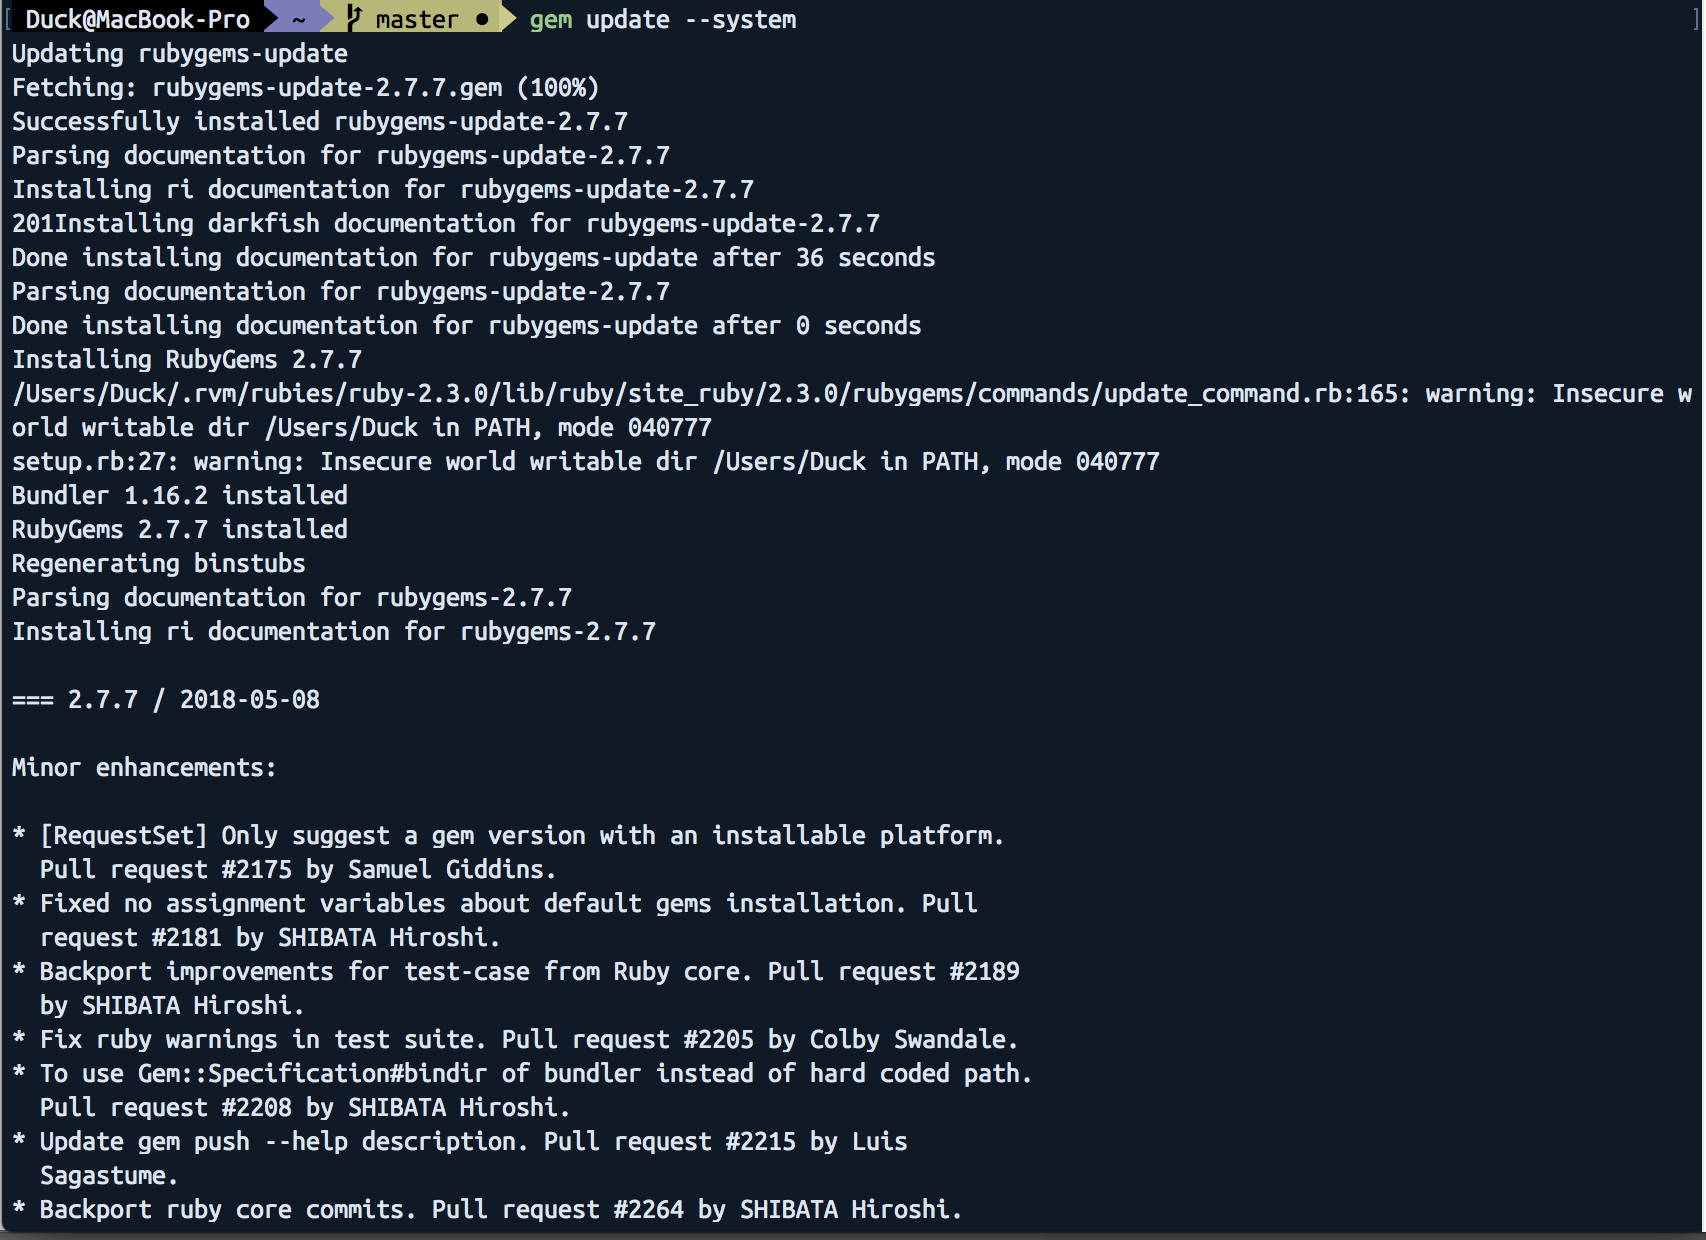 Duck@MacBook-Pro ~ master ● gem update --system
Updating rubygems-update
Fetching: rubygems-update-2.7.7.gem (100%)
Successfully installed rubygems-update-2.7.7
Parsing documentation for rubygems-update-2.7.7
Installing ri documentation for rubygems-update-2.7.7
201Installing darkfish documentation for rubygems-update-2.7.7
Done installing documentation for rubygems-update after 36 seconds
Parsing documentation for rubygems-update-2.7.7
Done installing documentation for rubygems-update after 0 seconds
Installing RubyGems 2.7.7
/Users/Duck/.rvm/rubies/ruby-2.3.0/lib/ruby/site_ruby/2.3.0/rubygems/commands/update_command.rb:165: warning: Insecure w
orld writable dir /Users/Duck in PATH, mode 040777
setup.rb:27: warning: Insecure world writable dir /Users/Duck in PATH, mode 040777
Bundler 1.16.2 installed
RubyGems 2.7.7 installed
Regenerating binstubs
Parsing documentation for rubygems-2.7.7
Installing ri documentation for rubygems-2.7.7
=== 2.7.7 / 2018-05-08
Minor enhancements:
* [RequestSet] Only suggest a gem version with an installable platform.
Pull request #2175 by Samuel Giddins.
* Fixed no assignment variables about default gems installation. Pull
request #2181 by SHIBATA Hiroshi.
* Backport improvements for test-case from Ruby core. Pull request #2189
by SHIBATA Hiroshi.
* Fix ruby warnings in test suite. Pull request #2205 by Colby Swandale.
* To use Gem::Specification#bindir of bundler instead of hard coded path.
Pull request #2208 by SHIBATA Hiroshi.
* Update gem push --help description. Pull request #2215 by Luis
Sagastume.
* Backport ruby core commits. Pull request #2264 by SHIBATA Hiroshi.